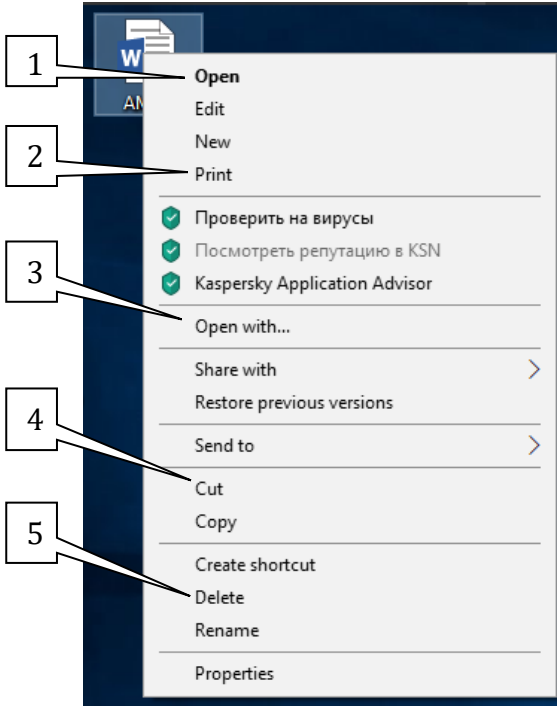 W
1
Open
Edit
New
2
Print
Проверить на вирусы
Посмотреть репутацию в KSN
Kaspersky Application Advisor
3
Open with...
Share with
Restore previous versions
4
Send to
Cut
Copy
5
Create shortcut
Delete
Rename
Properties